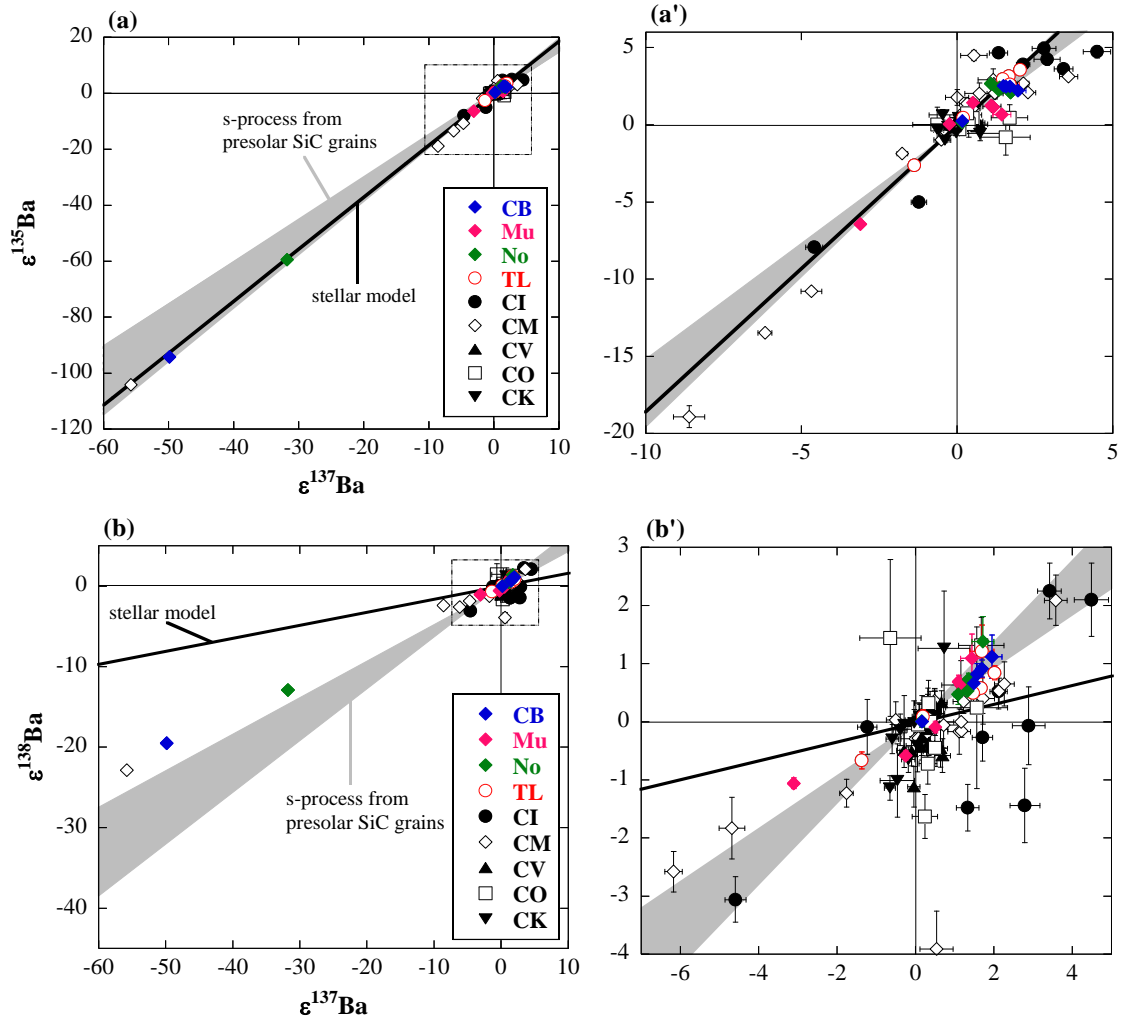 (a)
ε135Ba
20
0
-20
-40
-60
-80
-100
-120
s-process from
presolar SiC grains
stellar model
CB
Mu
No
TL
CI
CM
CV
CO
CK
-60 -50 -40 -30 -20 -10 0 10
ε137Ba
(a')
5
0
-5
-10
-15
-20
-10 -5 0 5
(b)
ε138Ba
0
-10
-20
-30
-40
stellar model
s-process from
presolar SiC grains
CB
Mu
No
TL
CI
CM
CV
CO
CK
-60 -50 -40 -30 -20 -10 0 10
ε137Ba
(b')
3
2
1
0
-1
-2
-3
-4
-6 -4 -2 0 2 4